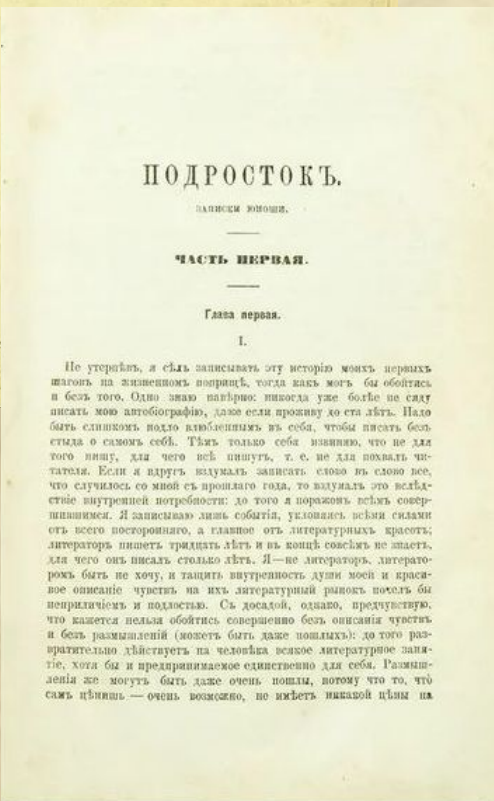 ПОДРОСТОКЪ.
ЗАПИСКИ ЮНОШИ.
ЧАСТЬ ПЕРВАЯ.
Глава первая.
I.
Не утерпѣвъ, я сѣлъ записывать эту исторію моихъ первыхъ
шаговъ на жизненномъ поприщѣ, тогда какъ могъ бы обойтись
и безъ того. Одно знаю навѣрно: никогда уже болѣе не сяду
писать мою автобіографію, даже если проживу до ста лѣтъ. Надо
быть слишкомъ подло влюбленнымъ въ себя, чтобы писать безъ
стыда о самомъ себѣ. Тѣмъ только себя извиняю, что не для
того пишу, для чего всѣ пишутъ, т. е. не для похвалъ чи-
тателя. Если я вдругъ вздумалъ записать слово въ слово все,
что случилось со мной съ прошлаго года, то вздумалъ это вслѣд-
ствіе внутренней потребности: до того я пораженъ всѣмъ совер-
шившимся. Я записываю лишь событія, уклоняясь всѣми силами
отъ всего посторонняго, а главное отъ литературныхъ красотъ;
литераторъ пишетъ тридцать лѣтъ и въ концѣ совсѣмъ не знаетъ,
для чего онъ писалъ столько лѣтъ. Я—не литераторъ, литерато-
ромъ быть не хочу, и тащить внутренность души моей и краси-
вое описаніе чувствъ на ихъ литературный рынокъ почелъ бы
неприличіемъ и подлостью. Съ досадой, однако, предчувствую,
что кажется нельзя обойтись совершенно безъ описанія чувствъ
и безъ размышленій (можетъ быть даже пошлыхъ): до того раз-
вратительно дѣйствуетъ на человѣка всякое литературное заня-
тіе, хотя бы и предпринимаемое единственно для себя. Размыш-
ленія же могутъ быть даже очень пошлы, потому что то, чтò
самъ цѣнишь — очень возможно, не имѣетъ никакой цѣны на